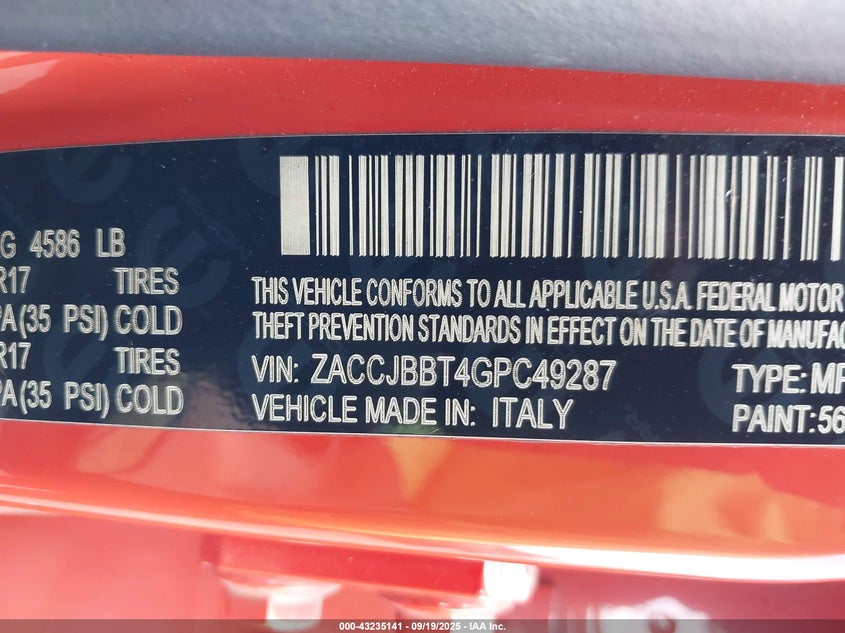 G 4586 LB
R17 TIRES
PA(35 PSI) COLD
R17 TIRES
PA(35 PSI) COLD
THIS VEHICLE CONFORMS TO ALL APPLICABLE U.S.A. FEDERAL MOTOR
THEFT PREVENTION STANDARDS IN EFFECT ON THE DATE OF MANUFAC
VIN: ZACCJBBT4GPC49287 TYPE: MP
VEHICLE MADE IN: ITALY PAINT: 56
000-43235141 - 09/19/2025 - IAA Inc.